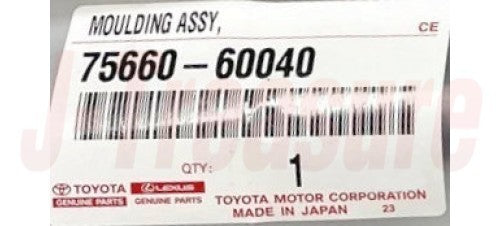 MOULDING ASSY,
CE
75660-60040
QTY: 1
TOYOTA LEXUS
GENUINE PARTS GENUINE PARTS
TOYOTA MOTOR CORPORATION
MADE IN JAPAN 23
J Treasure